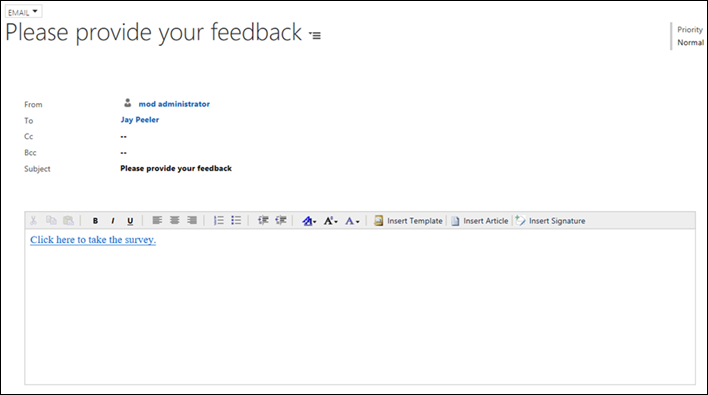 EMAIL
Please provide your feedback
Priority
Normal
From mod administrator
To Jay Peeler
Cc --
Bcc --
Subject Please provide your feedback
B I U A A A Insert Template Insert Article Insert Signature
Click here to take the survey.